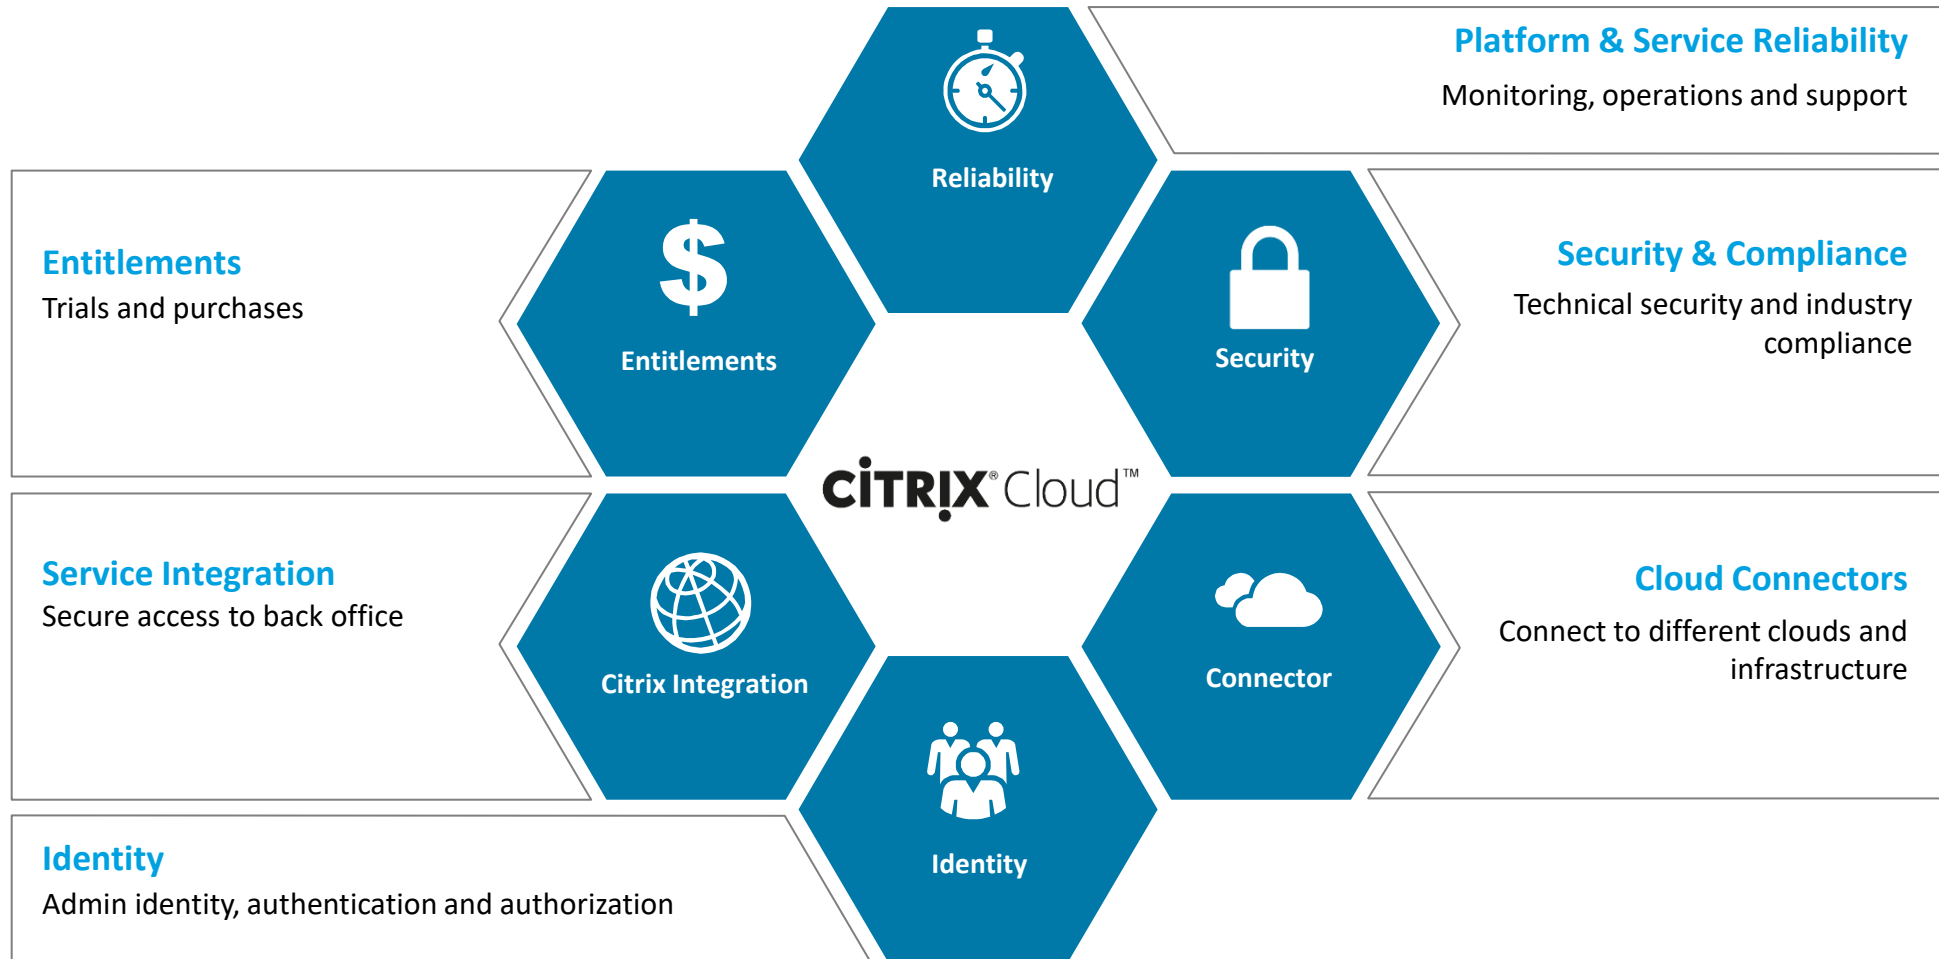 Platform & Service Reliability
Monitoring, operations and support
Reliability
Entitlements
Trials and purchases
$
Entitlements
Security
Security & Compliance
Technical security and industry
compliance
CiTRIX® Cloud™
Service Integration
Secure access to back office
Citrix Integration
Connector
Cloud Connectors
Connect to different clouds and
infrastructure
Identity
Admin identity, authentication and authorization
Identity